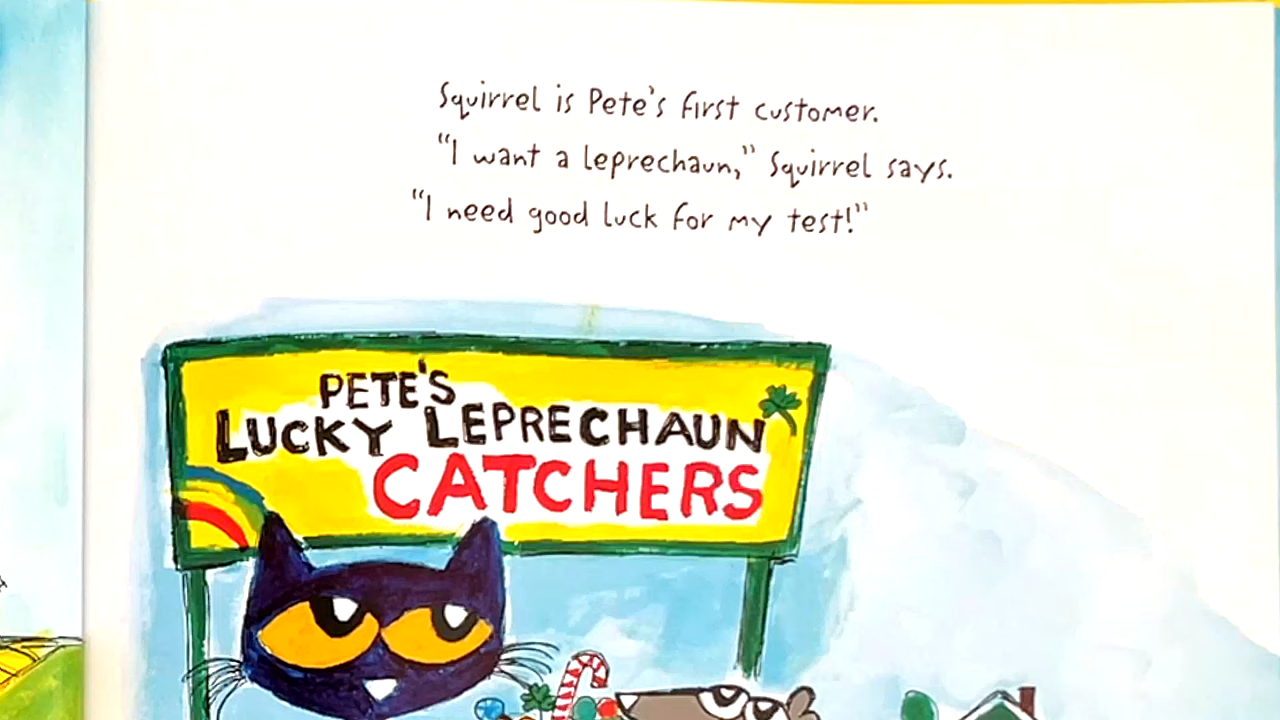 Squirrel is Pete's first customer.
"I want a leprechaun," Squirrel says.
"I need good luck for my test!"
PETE'S
LUCKY LEPRECHAUN
CATCHERS